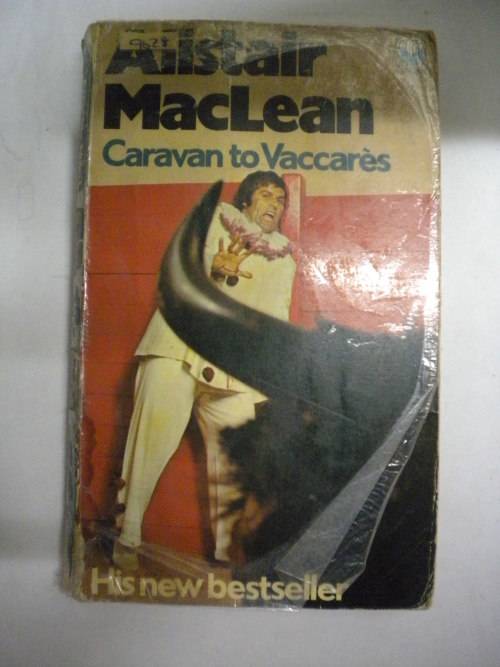 Alistair
MacLean
Caravan to Vaccarès
His new bestseller